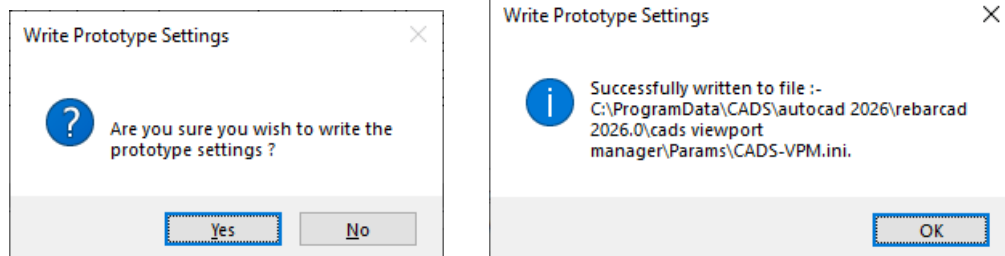 Write Prototype Settings
Are you sure you wish to write the
prototype settings ?
Yes
No
Write Prototype Settings
Successfully written to file :-
C:\ProgramData\CADS\autocad 2026\rebarcad
2026.0\cads viewport
manager\Params\CADS-VPM.ini.
OK